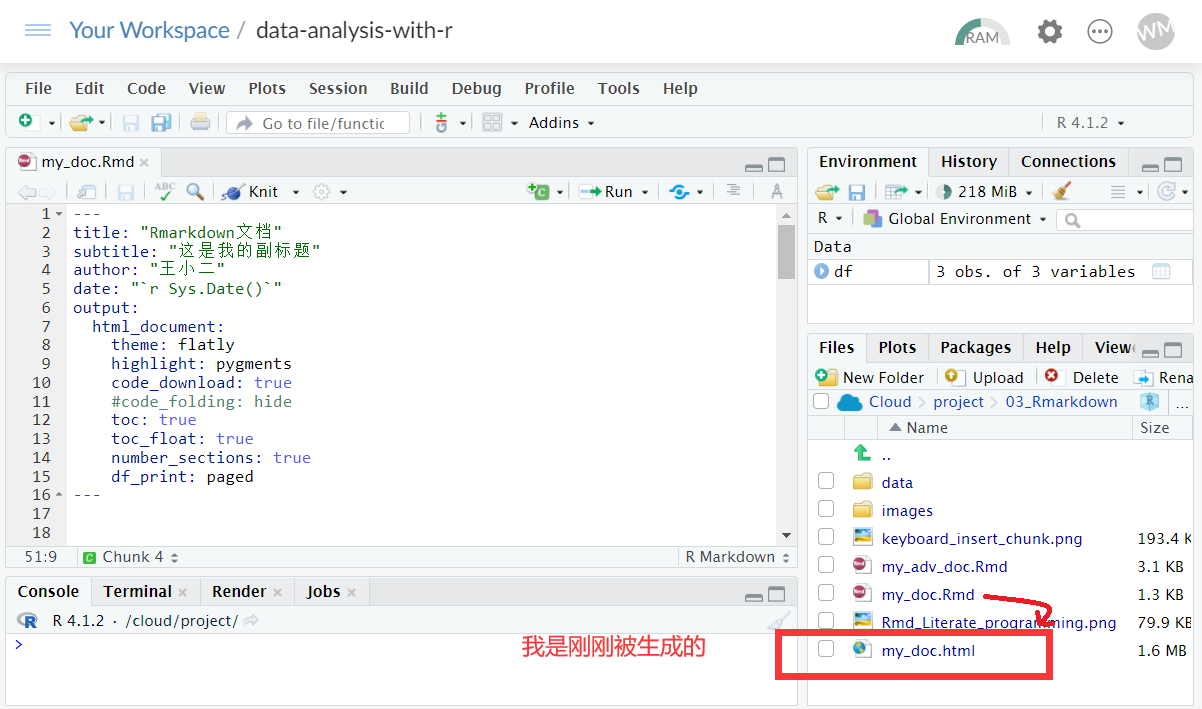 Your Workspace / data-analysis-with-r
RAM
WM
File Edit Code View Plots Session Build Debug Profile Tools Help
Go to file/functic
Addins
R 4.1.2
my_doc.Rmd
ABC
Knit
Run
1 ---
2 title: "Rmarkdown文档"
3 subtitle: "这是我的副标题"
4 author: "王小二"
5 date: "`r Sys.Date()`"
6 output:
7 html_document:
8 theme: flatly
9 highlight: pygments
10 code_download: true
11 #code_folding: hide
12 toc: true
13 toc_float: true
14 number_sections: true
15 df_print: paged
16 ---
17
18
51:9 Chunk 4 R Markdown
Console Terminal Render Jobs
R 4.1.2 · /cloud/project/
>
我是刚刚被生成的
Environment History Connections
218 MiB
R Global Environment
Data
df 3 obs. of 3 variables
Files Plots Packages Help View
New Folder Upload Delete Rena
Cloud project 03_Rmarkdown ...
Name Size
..
data
images
keyboard_insert_chunk.png 193.4 K
my_adv_doc.Rmd 3.1 KB
my_doc.Rmd 1.3 KB
Rmd_Literate_programming.png 79.9 KB
my_doc.html 1.6 MB